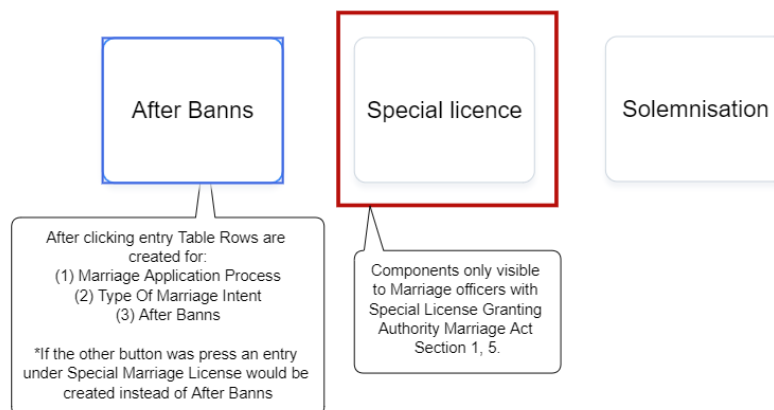 After Banns
Special licence
Solemnisation
After clicking entry Table Rows are
created for:
(1) Marriage Application Process
(2) Type Of Marriage Intent
(3) After Banns
*If the other button was press an entry
under Special Marriage License would be
created instead of After Banns
Components only visible
to Marriage officers with
Special License Granting
Authority Marriage Act
Section 1, 5.